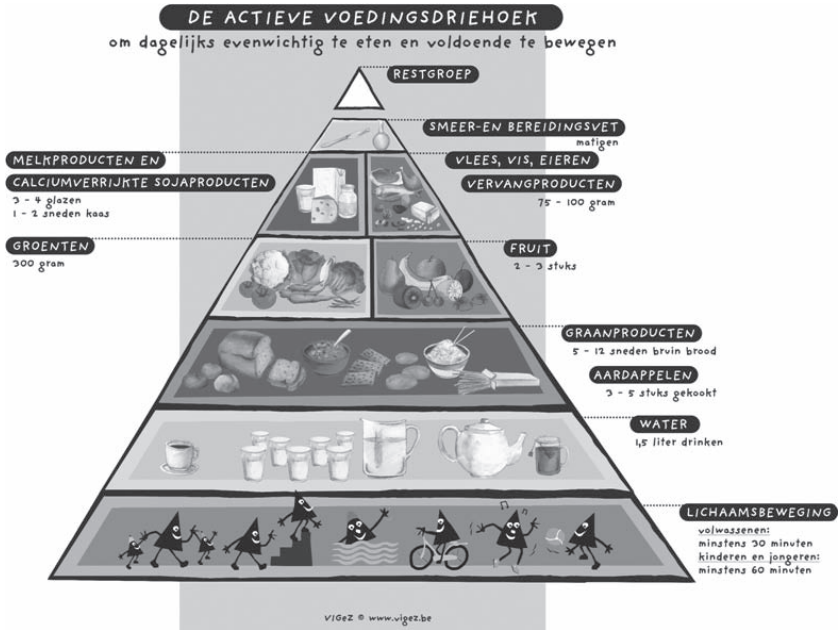 DE ACTIEVE VOEDINGSDRIEHOEK
om dagelijks evenwichtig te eten en voldoende te bewegen
RESTGROEP
SMEER-EN BEREIDINGSVET
matigen
MELKPRODUCTEN EN
CALCIUMVERRIJKTE SOJAPRODUCTEN
3 - 4 glazen
1 - 2 sneden kaas
VLEES, VIS, EIEREN,
VERVANGPRODUCTEN
75 - 100 gram
GROENTEN
300 gram
FRUIT
2 - 3 stuks
GRAANPRODUCTEN
5 - 12 sneden bruin brood
AARDAPPELEN
3 - 5 stuks gekookt
WATER
1,5 liter drinken
LICHAAMSBEWEGING
volwassenen:
minstens 30 minuten
kinderen en jongeren:
minstens 60 minuten
VIGeZ © www.vigez.be